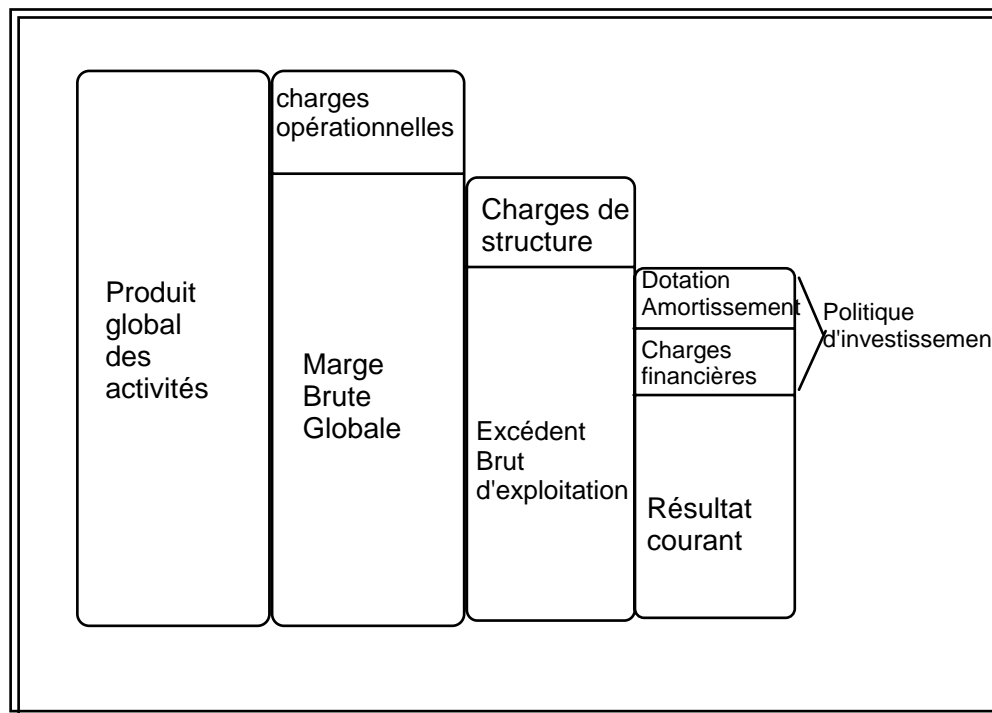 Produit
global
des
activités
charges
opérationnelles
Marge
Brute
Globale
Charges de
structure
Excédent
Brut
d'exploitation
Dotation
Amortissement
Charges
financières
Résultat
courant
Politique
d'investissemen